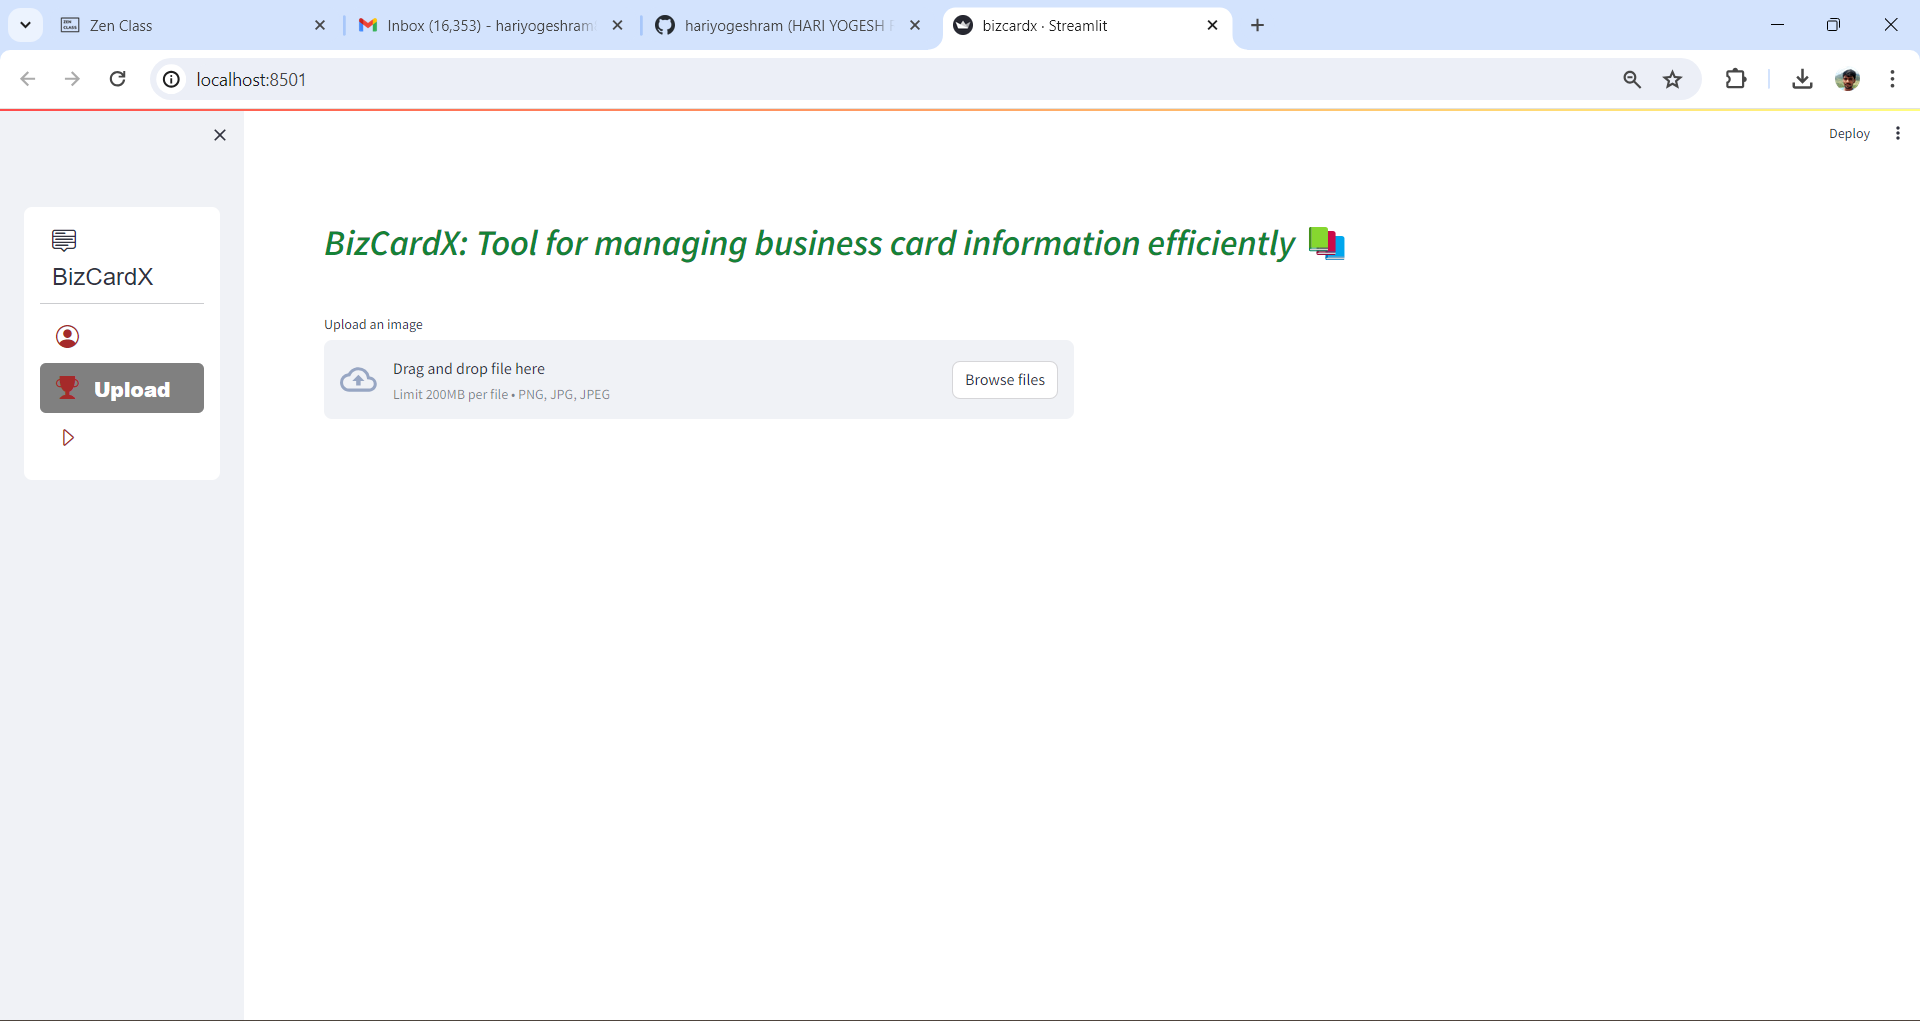 Zen Class
Inbox (16,353) - hariyogeshram
hariyogeshram (HARI YOGESH
bizcardx · Streamlit
localhost:8501
Deploy
BizCardX
Upload
BizCardX: Tool for managing business card information efficiently
Upload an image
Drag and drop file here
Limit 200MB per file • PNG, JPG, JPEG
Browse files